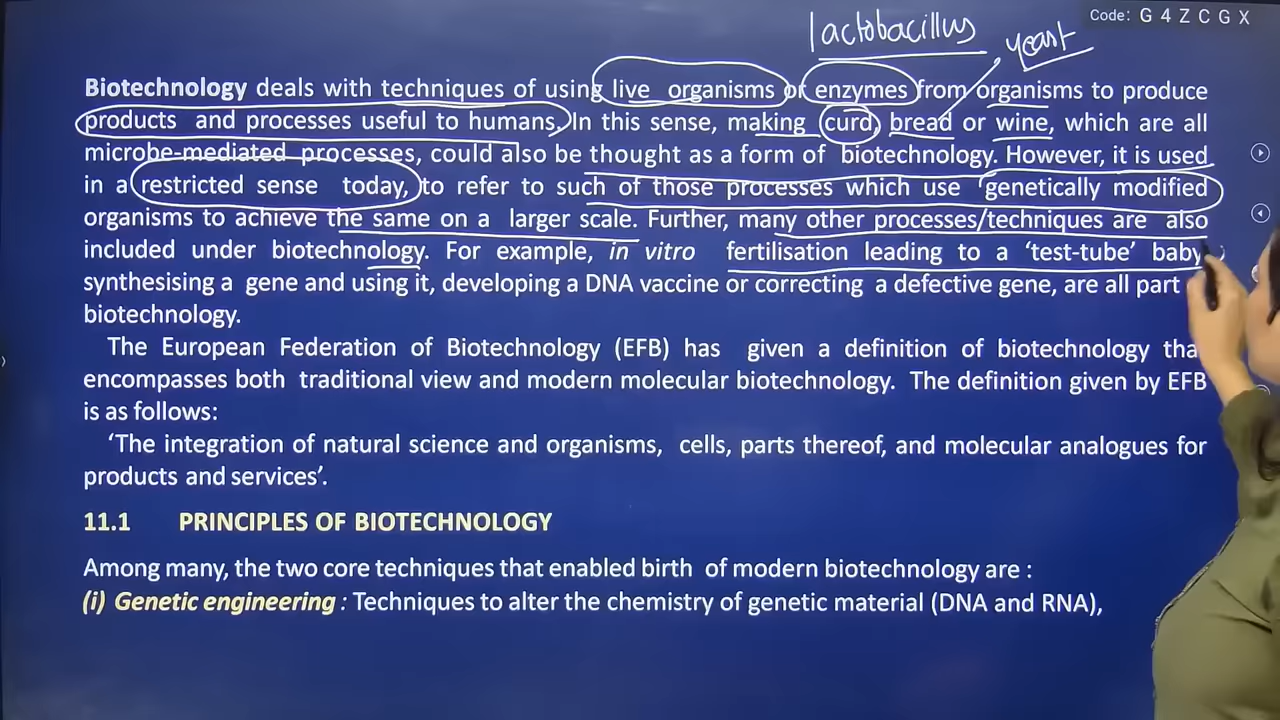 Code: G 4 Z C G X
lactobacillus
yeast
Biotechnology deals with techniques of using live organisms or enzymes from organisms to produce
products and processes useful to humans. In this sense, making curd, bread or wine, which are all
microbe-mediated processes, could also be thought as a form of biotechnology. However, it is used
in a restricted sense today, to refer to such of those processes which use 'genetically modified
organisms to achieve the same on a larger scale. Further, many other processes/techniques are also
included under biotechnology. For example, in vitro fertilisation leading to a 'test-tube' baby
synthesising a gene and using it, developing a DNA vaccine or correcting a defective gene, are all part
biotechnology.
The European Federation of Biotechnology (EFB) has given a definition of biotechnology tha
encompasses both traditional view and modern molecular biotechnology. The definition given by EFB
is as follows:
'The integration of natural science and organisms, cells, parts thereof, and molecular analogues for
products and services'.
11.1 PRINCIPLES OF BIOTECHNOLOGY
Among many, the two core techniques that enabled birth of modern biotechnology are :
(i) Genetic engineering : Techniques to alter the chemistry of genetic material (DNA and RNA),